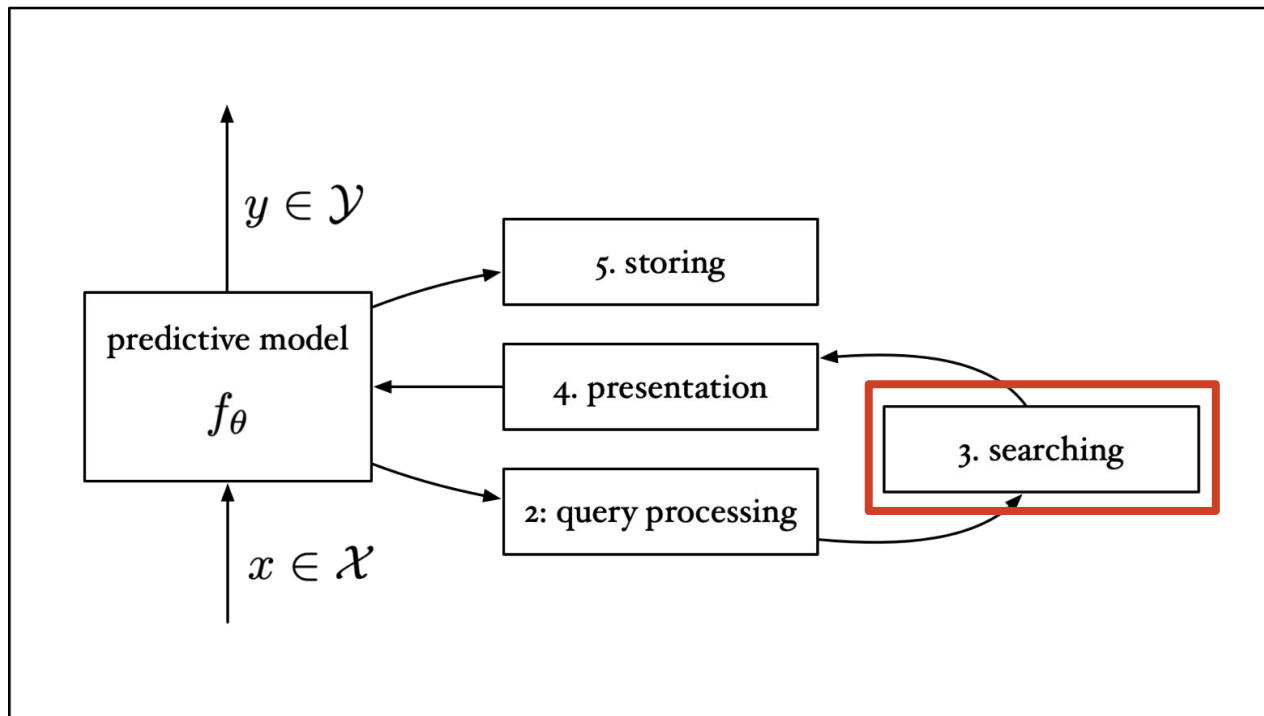 y ∈ 𝒴
5. storing
predictive model
f_θ
4. presentation
3. searching
2: query processing
x ∈ 𝒳